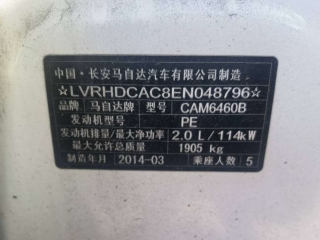 中国·长安马自达汽车有限公司制造
☆LVRHDCAC8EN048796☆
品牌 马自达 型号 CAM6460B
发动机型号 PE
发动机排量/最大净功率 2.0 L/114kW
最大允许总质量 1905 kg
制造年月 2014-03 乘座人数 5